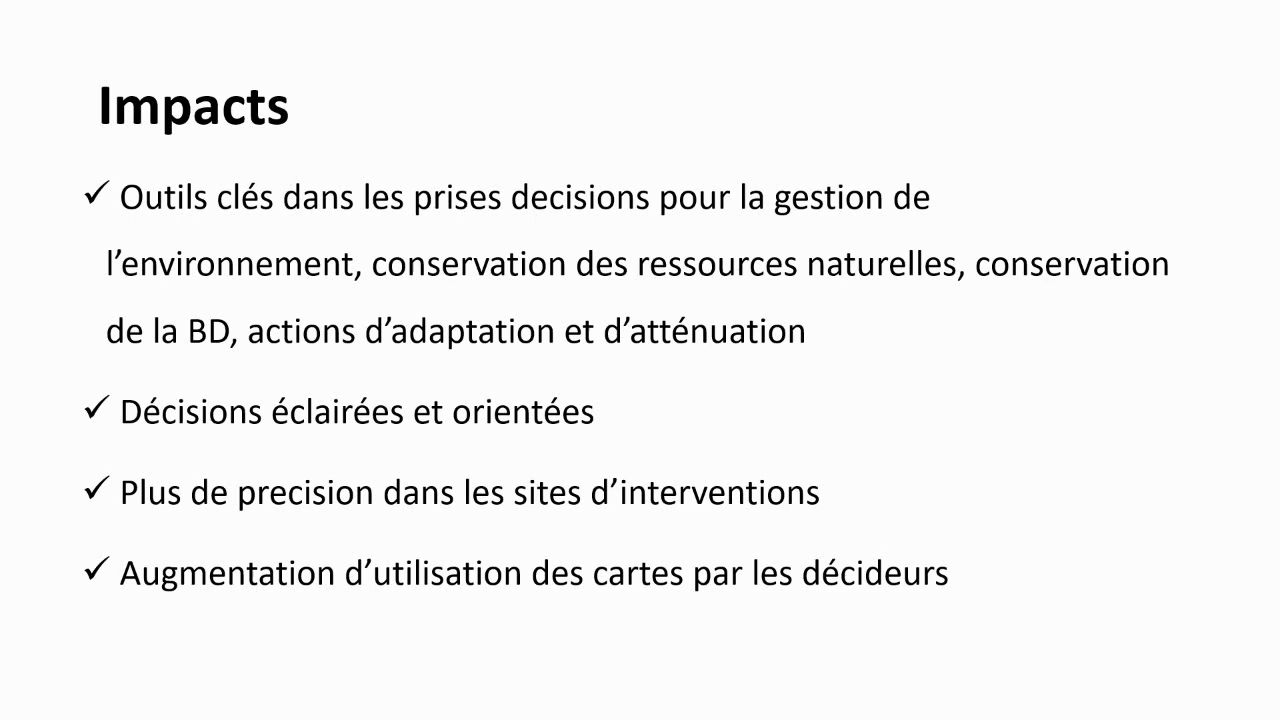 Impacts
✓ Outils clés dans les prises decisions pour la gestion de
l’environnement, conservation des ressources naturelles, conservation
de la BD, actions d’adaptation et d’atténuation
✓ Décisions éclairées et orientées
✓ Plus de precision dans les sites d’interventions
✓ Augmentation d’utilisation des cartes par les décideurs